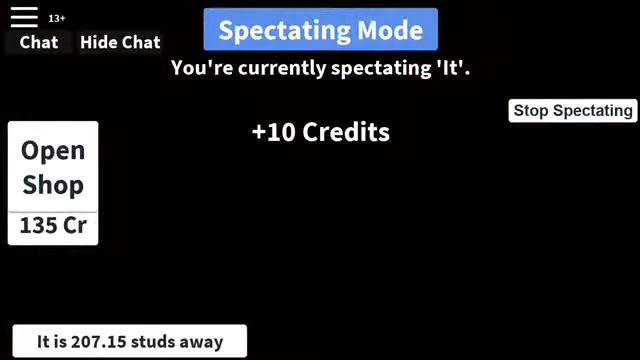 13+
Chat Hide Chat
Spectating Mode
You're currently spectating 'It'.
Stop Spectating
+10 Credits
Open
Shop
135 Cr
It is 207.15 studs away